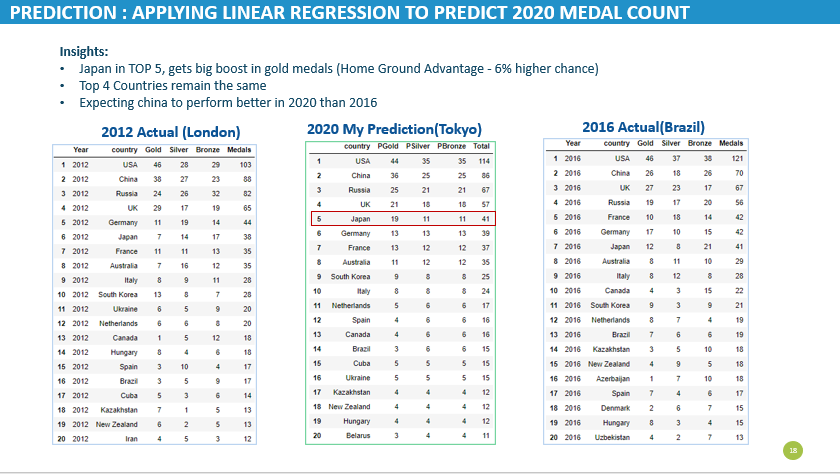 PREDICTION : APPLYING LINEAR REGRESSION TO PREDICT 2020 MEDAL COUNT
Insights:
• Japan in TOP 5, gets big boost in gold medals (Home Ground Advantage - 6% higher chance)
• Top 4 Countries remain the same
• Expecting china to perform better in 2020 than 2016
2012 Actual (London)
Year country Gold Silver Bronze Medals
1 2012 USA 46 28 29 103
2 2012 China 38 27 23 88
3 2012 Russia 24 26 32 82
4 2012 UK 29 17 19 65
5 2012 Germany 11 19 14 44
6 2012 Japan 7 14 17 38
7 2012 France 11 11 13 35
8 2012 Australia 7 16 12 35
9 2012 Italy 8 9 11 28
10 2012 South Korea 13 8 7 28
11 2012 Ukraine 6 5 9 20
12 2012 Netherlands 6 6 8 20
13 2012 Canada 1 5 12 18
14 2012 Hungary 8 4 6 18
15 2012 Spain 3 10 4 17
16 2012 Brazil 3 5 9 17
17 2012 Cuba 5 3 6 14
18 2012 Kazakhstan 7 1 5 13
19 2012 New Zealand 6 2 5 13
20 2012 Iran 4 5 3 12
2020 My Prediction(Tokyo)
country PGold PSilver PBronze Total
1 USA 44 35 35 114
2 China 36 25 25 86
3 Russia 25 21 21 67
4 UK 21 18 18 57
5 Japan 19 11 11 41
6 Germany 13 13 13 39
7 France 13 12 12 37
8 Australia 11 12 12 35
9 South Korea 9 8 8 25
10 Italy 8 8 8 24
11 Netherlands 5 6 6 17
12 Spain 4 6 6 16
13 Canada 4 6 6 16
14 Brazil 3 6 6 15
15 Cuba 5 5 5 15
16 Ukraine 5 5 5 15
17 Kazakhstan 4 4 4 12
18 New Zealand 4 4 4 12
19 Hungary 4 4 4 12
20 Belarus 3 4 4 11
2016 Actual(Brazil)
Year country Gold Silver Bronze Medals
1 2016 USA 46 37 38 121
2 2016 China 26 18 26 70
3 2016 UK 27 23 17 67
4 2016 Russia 19 17 20 56
5 2016 France 10 18 14 42
6 2016 Germany 17 10 15 42
7 2016 Japan 12 8 21 41
8 2016 Australia 8 11 10 29
9 2016 Italy 8 12 8 28
10 2016 Canada 4 3 15 22
11 2016 South Korea 9 3 9 21
12 2016 Netherlands 8 7 4 19
13 2016 Brazil 7 6 6 19
14 2016 Kazakhstan 3 5 10 18
15 2016 New Zealand 4 9 5 18
16 2016 Azerbaijan 1 7 10 18
17 2016 Spain 7 4 6 17
18 2016 Denmark 2 6 7 15
19 2016 Hungary 8 3 4 15
20 2016 Uzbekistan 4 2 7 13
18